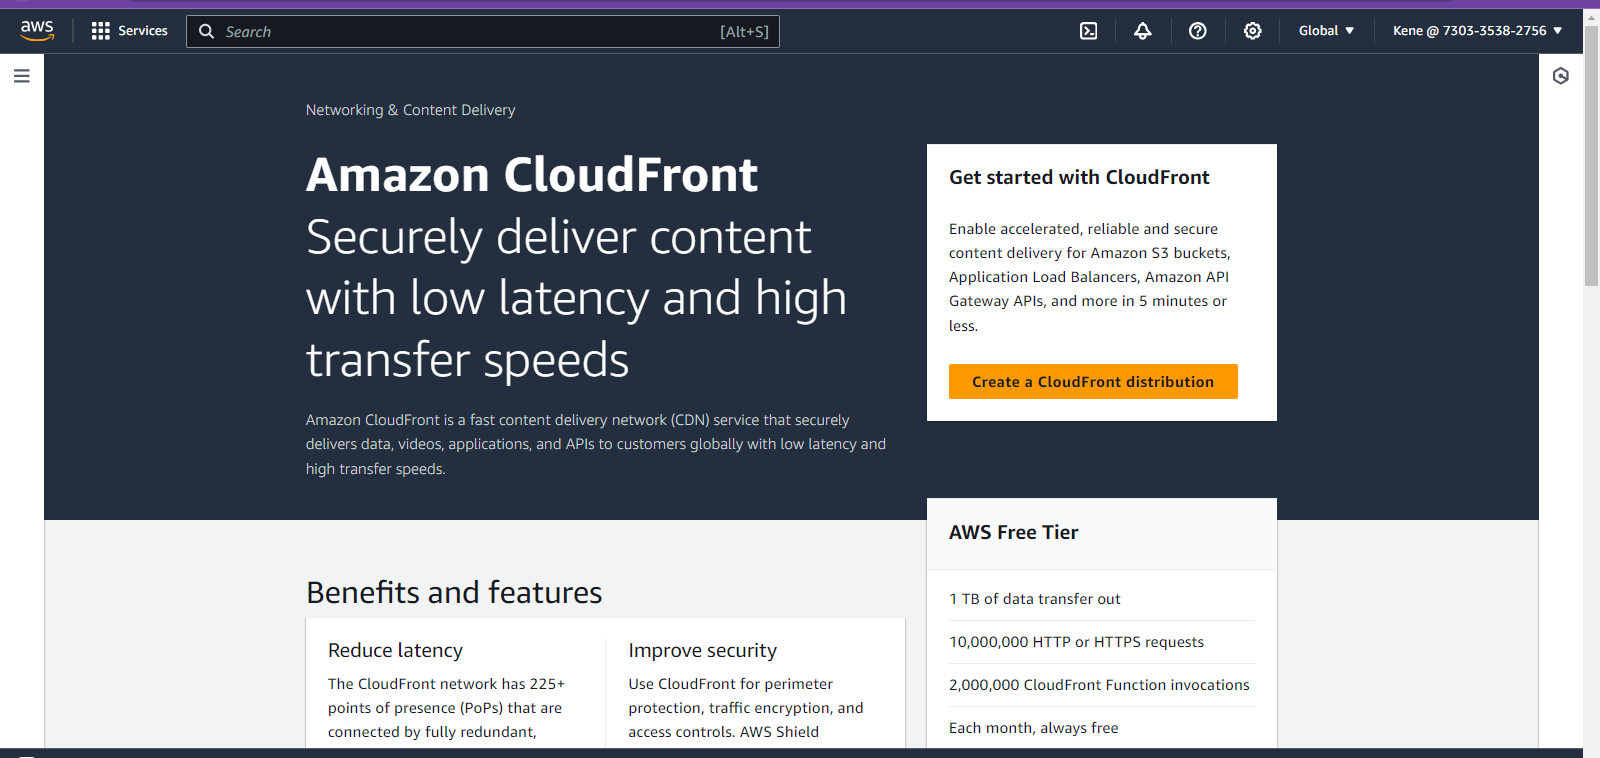 aws
Services
Search
[Alt+S]
Global
Kene @ 7303-3538-2756
Networking & Content Delivery
Amazon CloudFront
Securely deliver content
with low latency and high
transfer speeds
Amazon CloudFront is a fast content delivery network (CDN) service that securely
delivers data, videos, applications, and APIs to customers globally with low latency and
high transfer speeds.
Get started with CloudFront
Enable accelerated, reliable and secure
content delivery for Amazon S3 buckets,
Application Load Balancers, Amazon API
Gateway APIs, and more in 5 minutes or
less.
Create a CloudFront distribution
AWS Free Tier
1 TB of data transfer out
10,000,000 HTTP or HTTPS requests
2,000,000 CloudFront Function invocations
Each month, always free
Benefits and features
Reduce latency
The CloudFront network has 225+
points of presence (PoPs) that are
connected by fully redundant,
Improve security
Use CloudFront for perimeter
protection, traffic encryption, and
access controls. AWS Shield